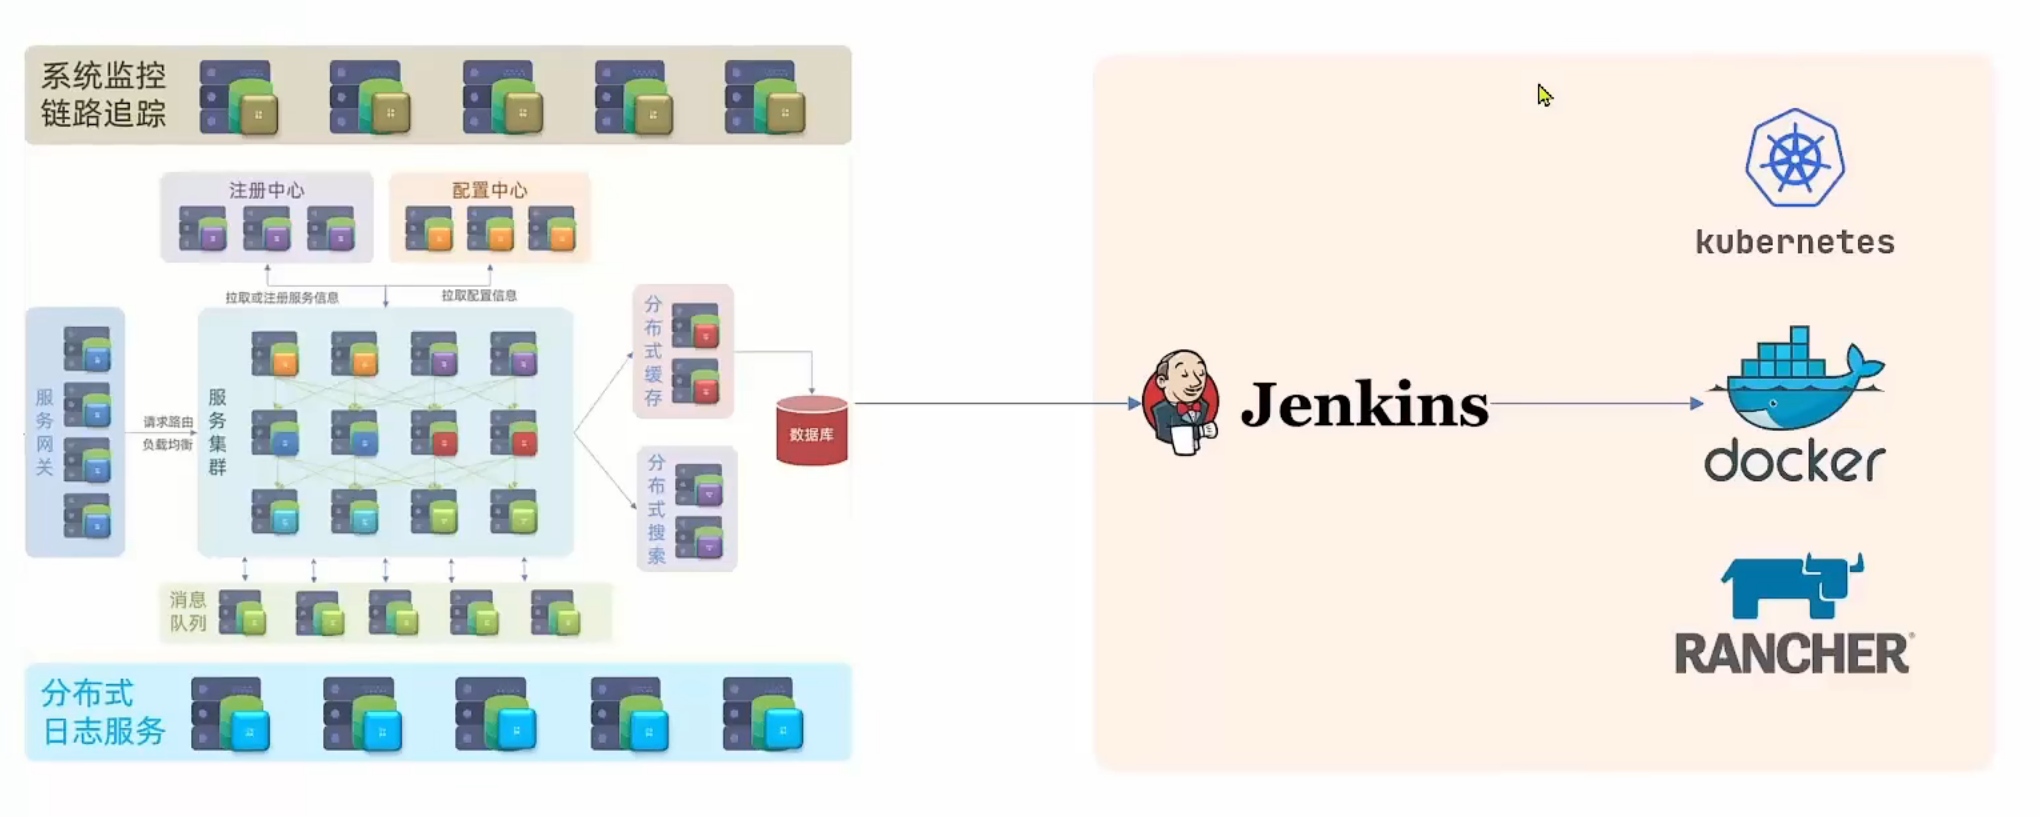 系统监控
链路追踪
注册中心
配置中心
拉取或注册服务信息
拉取配置信息
服务网关
请求路由
负载均衡
服务集群
分布式缓存
数据库
分布式搜索
消息
队列
分布式
日志服务
Jenkins
kubernetes
docker
RANCHER®